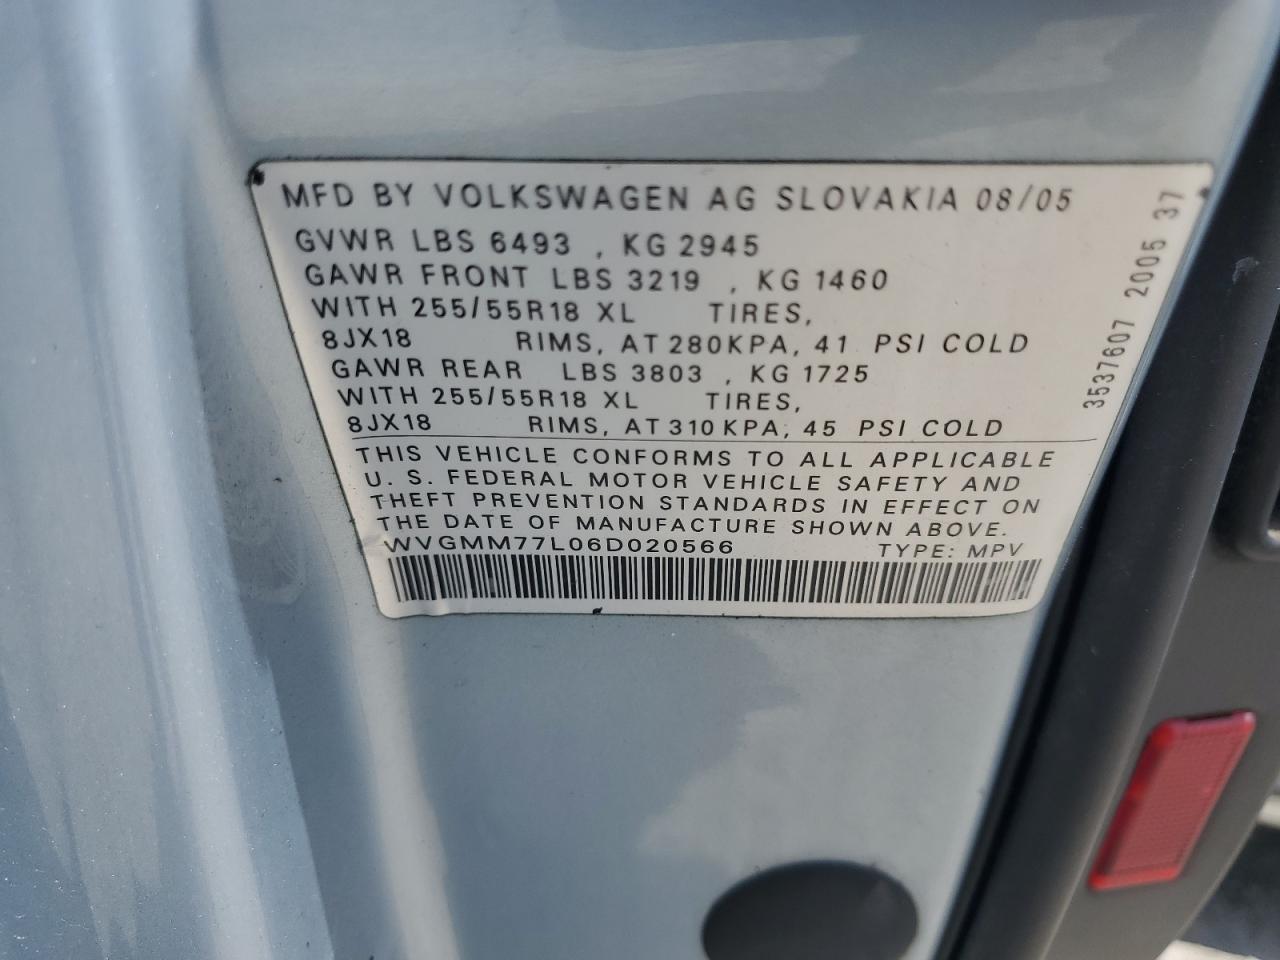 MFD BY VOLKSWAGEN AG SLOVAKIA 08/05
GVWR LBS 6493 , KG 2945
GAWR FRONT LBS 3219 , KG 1460
WITH 255/55R18 XL TIRES,
8JX18 RIMS, AT 280KPA, 41 PSI COLD
GAWR REAR LBS 3803 , KG 1725
WITH 255/55R18 XL TIRES,
8JX18 RIMS, AT 310KPA, 45 PSI COLD
THIS VEHICLE CONFORMS TO ALL APPLICABLE
U. S. FEDERAL MOTOR VEHICLE SAFETY AND
THEFT PREVENTION STANDARDS IN EFFECT ON
THE DATE OF MANUFACTURE SHOWN ABOVE.
WVGMM77L06D020566 TYPE: MPV
3537607 2005 37